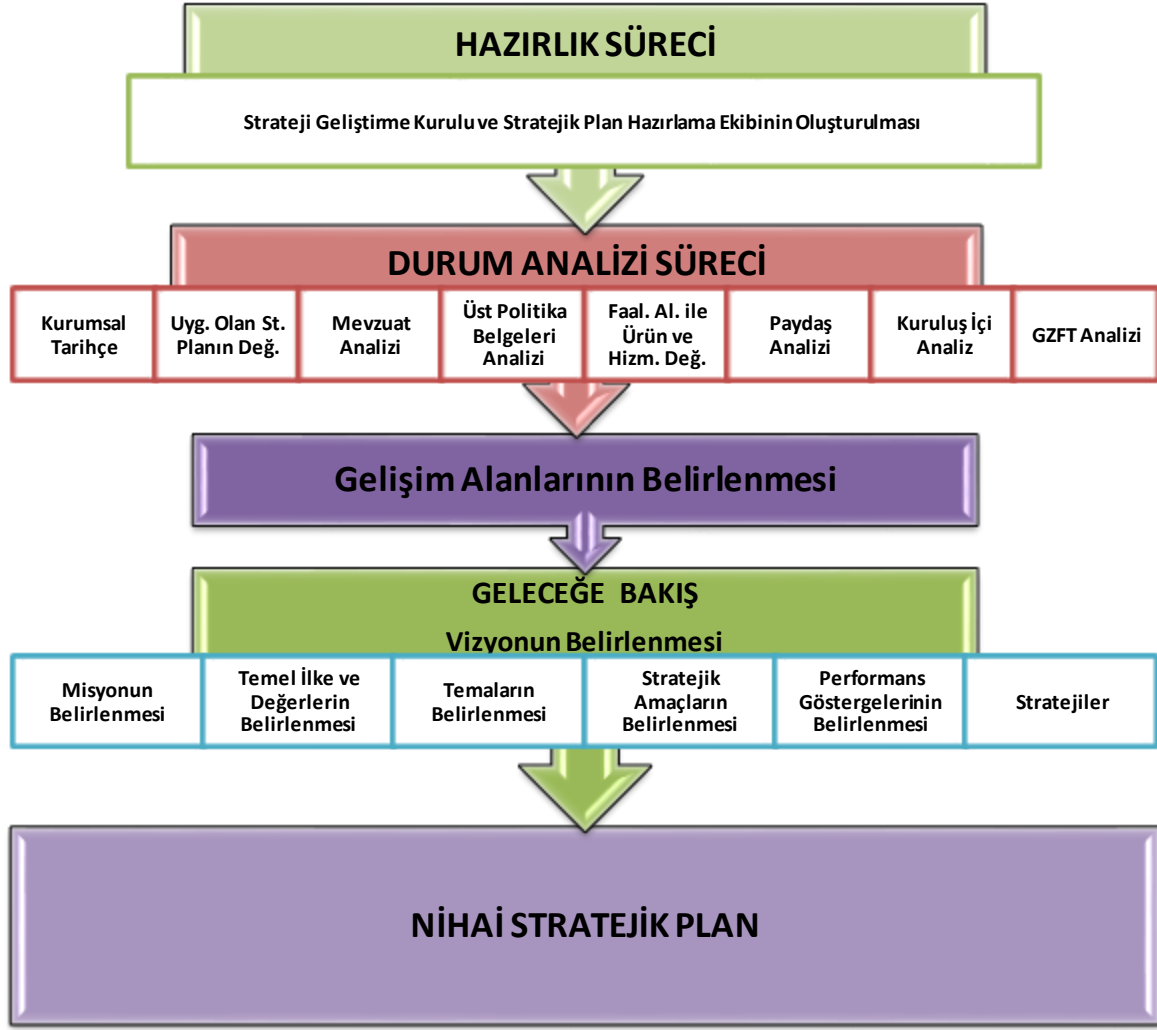 HAZIRLIK SÜRECİ
Strateji Geliştirme Kurulu ve Stratejik Plan Hazırlama Ekibinin Oluşturulması
DURUM ANALİZİ SÜRECİ
Kurumsal
Tarihçe
Uyg. Olan St.
Planın Değ.
Mevzuat
Analizi
Üst Politika
Belgeleri
Analizi
Faal. Al. ile
Ürün ve
Hizm. Değ.
Paydaş
Analizi
Kuruluş İçi
Analiz
GZFT Analizi
Gelişim Alanlarının Belirlenmesi
GELECEĞE BAKIŞ
Vizyonun Belirlenmesi
Misyonun
Belirlenmesi
Temel İlke ve
Değerlerin
Belirlenmesi
Temaların
Belirlenmesi
Stratejik
Amaçların
Belirlenmesi
Performans
Göstergelerinin
Belirlenmesi
Stratejiler
NİHAİ STRATEJİK PLAN